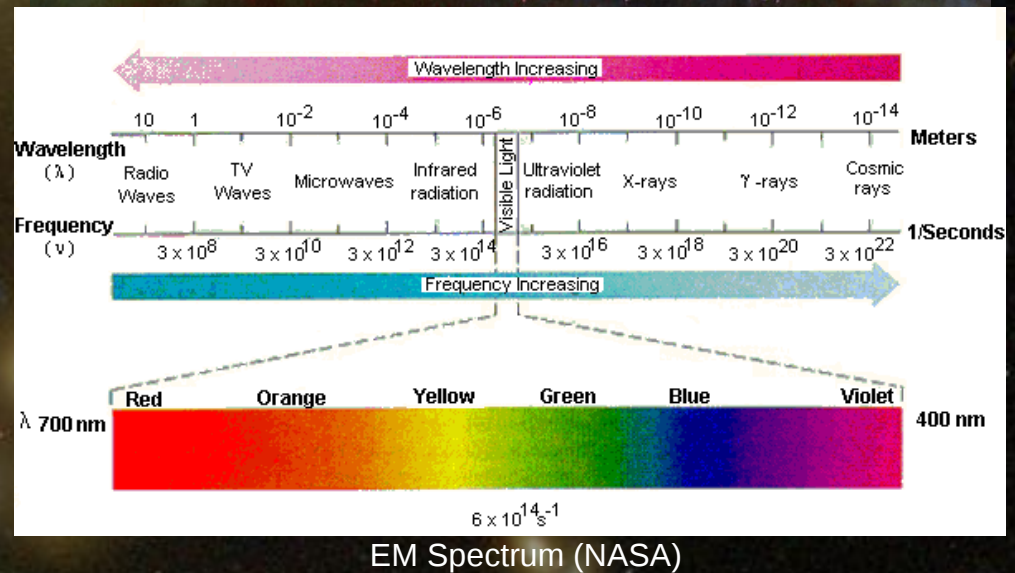 Wavelength Increasing
10 1 10⁻² 10⁻⁴ 10⁻⁶ 10⁻⁸ 10⁻¹⁰ 10⁻¹² 10⁻¹⁴
Meters
Wavelength
(λ)
Radio
Waves
TV
Waves
Microwaves
Infrared
radiation
Visible Light
Ultraviolet
radiation
X-rays
γ -rays
Cosmic
rays
Frequency
(ν)
3 x 10⁸ 3 x 10¹⁰ 3 x 10¹² 3 x 10¹⁴ 3 x 10¹⁶ 3 x 10¹⁸ 3 x 10²⁰ 3 x 10²²
1/Seconds
Frequency Increasing
Red Orange Yellow Green Blue Violet
λ 700 nm 400 nm
6 x 10¹⁴s⁻¹
EM Spectrum (NASA)